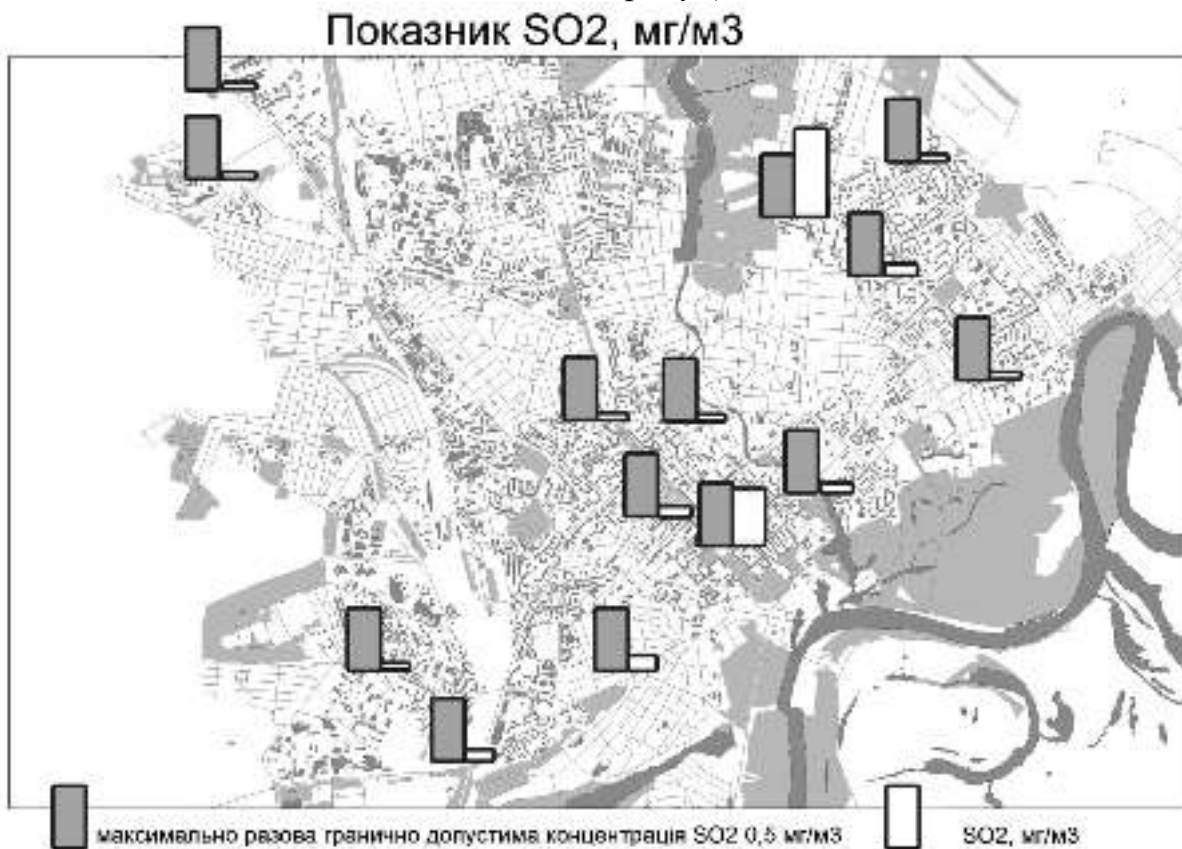 Показник SO2, мг/м3
максимально разова гранично допустима концентрація SO2 0,5 мг/м3
SO2, мг/м3